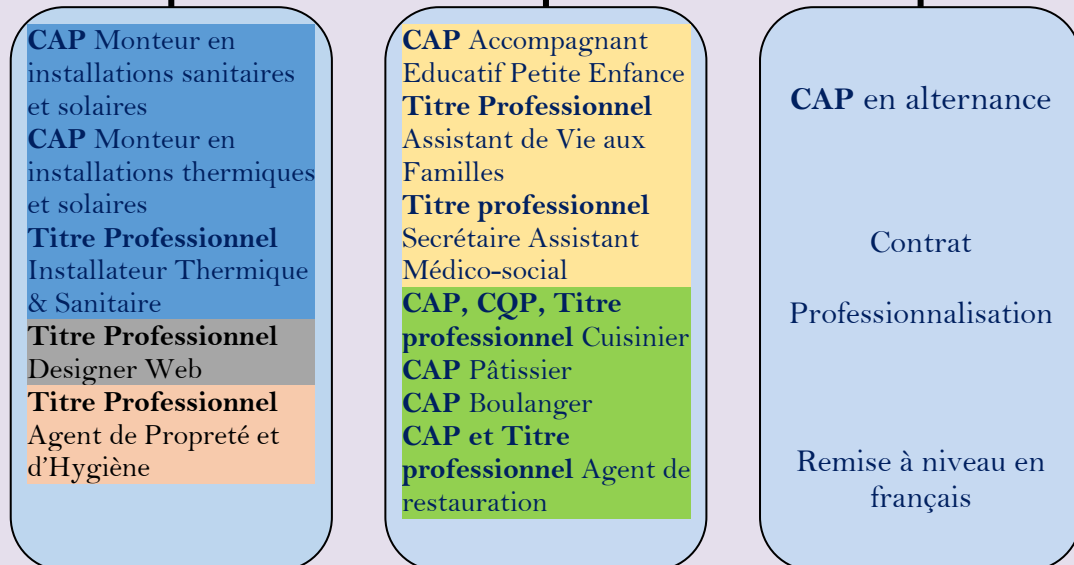 CAP Monteur en
installations sanitaires
et solaires
CAP Monteur en
installations thermiques
et solaires
Titre Professionnel
Installateur Thermique
& Sanitaire
Titre Professionnel
Designer Web
Titre Professionnel
Agent de Propreté et
d’Hygiène
CAP Accompagnant
Educatif Petite Enfance
Titre Professionnel
Assistant de Vie aux
Familles
Titre professionnel
Secrétaire Assistant
Médico-social
CAP, CQP, Titre
professionnel Cuisinier
CAP Pâtissier
CAP Boulanger
CAP et Titre
professionnel Agent de
restauration
CAP en alternance
Contrat
Professionnalisation
Remise à niveau en
français